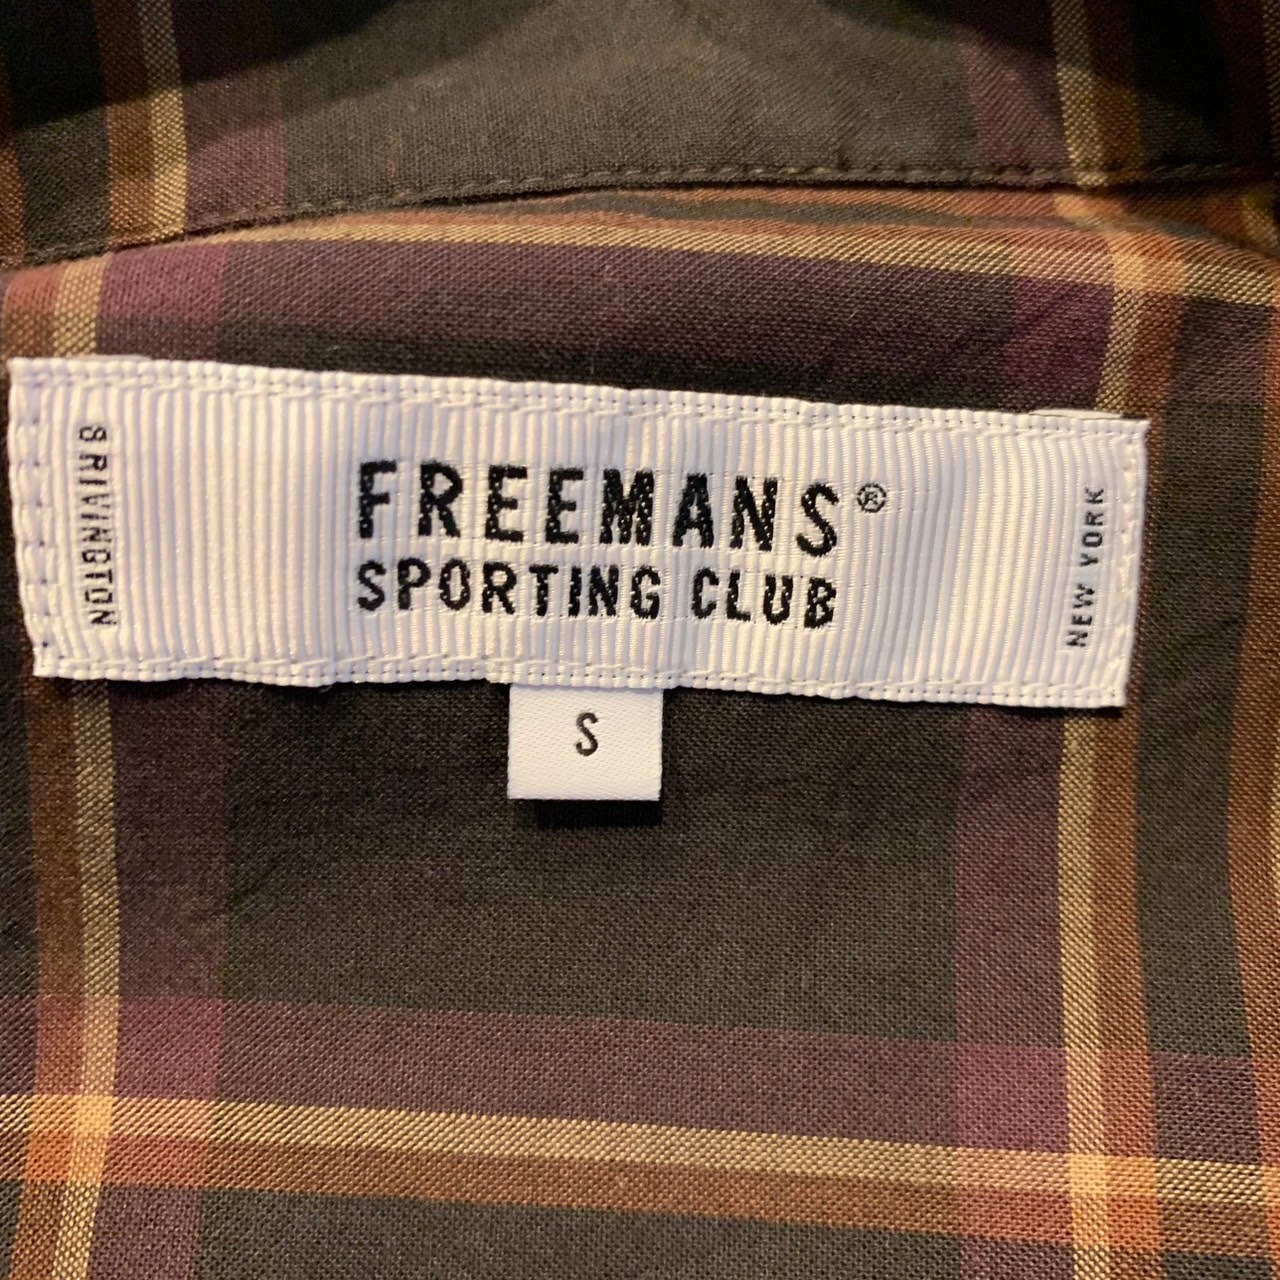 8 RIVINGTON
FREEMANS®
SPORTING CLUB
NEW YORK
S